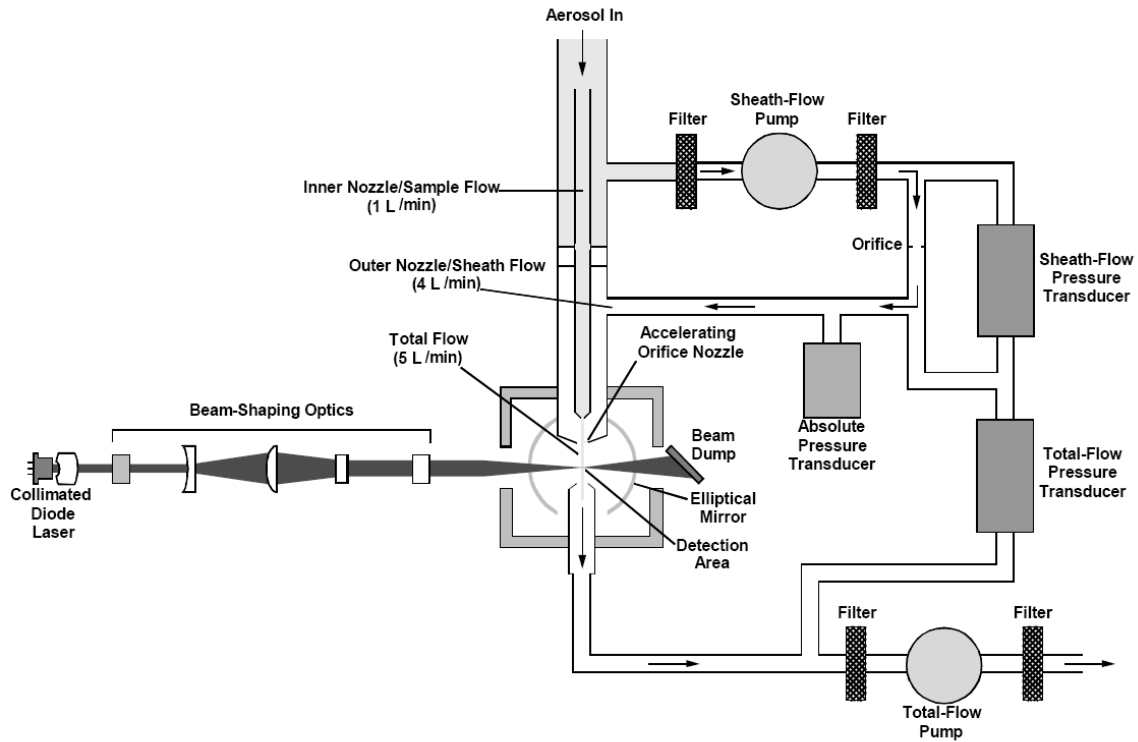 Aerosol In
Sheath-Flow
Pump
Filter
Filter
Inner Nozzle/Sample Flow
(1 L /min)
Orifice
Outer Nozzle/Sheath Flow
(4 L /min)
Sheath-Flow
Pressure
Transducer
Total Flow
(5 L /min)
Accelerating
Orifice Nozzle
Beam-Shaping Optics
Absolute
Pressure
Transducer
Beam
Dump
Total-Flow
Pressure
Transducer
Collimated
Diode
Laser
Elliptical
Mirror
Detection
Area
Filter
Filter
Total-Flow
Pump